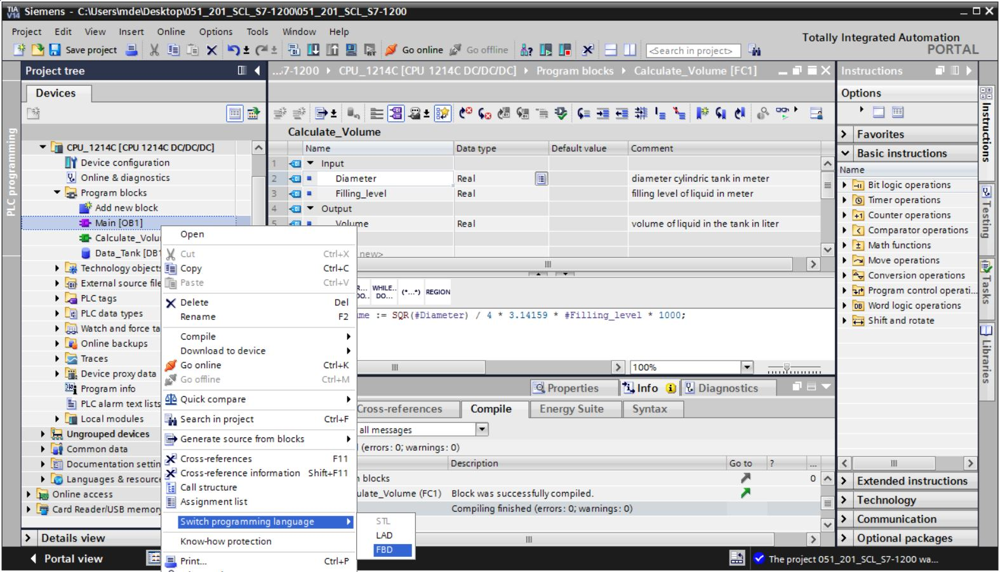 TIA V14 Siemens - C:\Users\mde\Desktop\051_201_SCL_S7-1200\051_201_SCL_S7-1200
Project Edit View Insert Online Options Tools Window Help
Totally Integrated Automation
PORTAL
Save project Go online Go offline <Search in project>
Project tree
Devices
PLC programming
CPU_1214C [CPU 1214C DC/DC/DC]
Device configuration
Online & diagnostics
Program blocks
Add new block
Main [OB1]
Calculate_Volu
Data_Tank [DB1
Technology objects
External source file
PLC tags
PLC data types
Watch and force ta
Online backups
Traces
Device proxy data
Program info
PLC alarm text lists
Local modules
Ungrouped devices
Common data
Documentation settin
Languages & resource
Online access
Card Reader/USB memory
Details view
Portal view
Open
Cut Ctrl+X
Copy Ctrl+C
Paste Ctrl+V
Delete Del
Rename F2
Compile
Download to device
Go online Ctrl+K
Go offline Ctrl+M
Quick compare
Search in project Ctrl+F
Generate source from blocks
Cross-references F11
Cross-reference information Shift+F11
Call structure
Assignment list
Switch programming language
Know-how protection
Print... Ctrl+P
STL
LAD
FBD
...7-1200 CPU_1214C [CPU 1214C DC/DC/DC] Program blocks Calculate_Volume [FC1]
Calculate_Volume
Name Data type Default value Comment
1 Input
2 Diameter Real diameter cylindric tank in meter
3 Filling_level Real filling level of liquid in meter
4 Output
5 Volume Real volume of liquid in the tank in liter
new>
R... WHILE.. (*...*) REGION
DO.. DO...
me := SQR(#Diameter) / 4 * 3.14159 * #Filling_level * 1000;
100%
Properties Info Diagnostics
Cross-references Compile Energy Suite Syntax
all messages
(errors: 0; warnings: 0)
Description Go to ? ...
n blocks 0
ulate_Volume (FC1) Block was successfully compiled.
Compiling finished (errors: 0; warnings: 0)
Instructions
Options
Favorites
Basic instructions
Name
Bit logic operations
Timer operations
Counter operations
Comparator operations
Math functions
Move operations
Conversion operations
Program control operati...
Word logic operations
Shift and rotate
Extended instructions
Technology
Communication
Optional packages
Instructions
Testing
Tasks
Libraries
The project 051_201_SCL_S7-1200 wa...